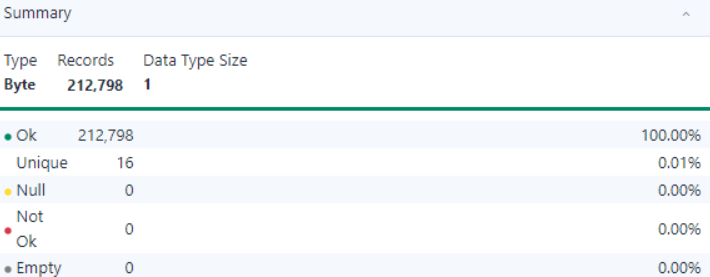 Summary
Type Records Data Type Size
Byte 212,798 1
Ok 212,798 100.00%
Unique 16 0.01%
Null 0 0.00%
Not
Ok 0 0.00%
Empty 0 0.00%